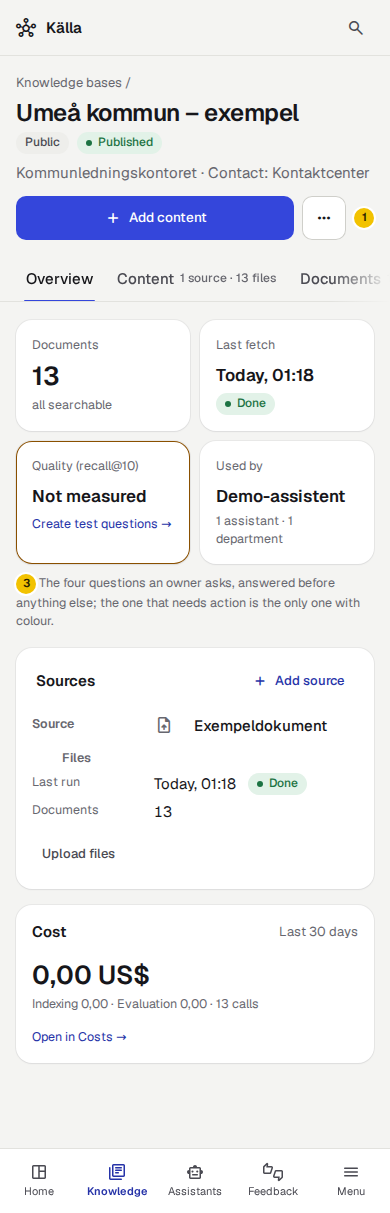 Källa
Knowledge bases /
Umeå kommun – exempel
Public
Published
Kommunledningskontoret · Contact: Kontaktcenter
+ Add content
···
1
Overview
Content 1 source · 13 files
Documents
Documents
13
all searchable
Last fetch
Today, 01:18
Done
Quality (recall@10)
Not measured
Create test questions →
Used by
Demo-assistent
1 assistant · 1
department
3 The four questions an owner asks, answered before
anything else; the one that needs action is the only one with
colour.
Sources
+ Add source
Source
Exempeldokument
Files
Last run
Today, 01:18
Done
Documents
13
Upload files
Cost
Last 30 days
0,00 US$
Indexing 0,00 · Evaluation 0,00 · 13 calls
Open in Costs →
Home
Knowledge
Assistants
Feedback
Menu